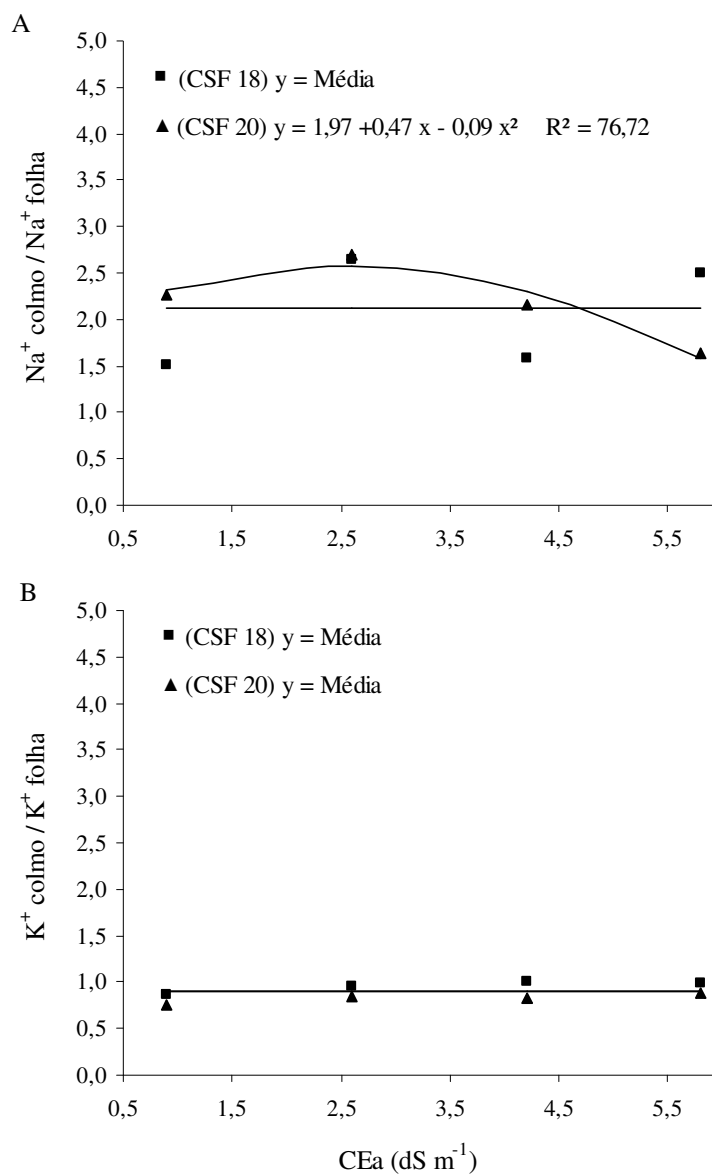 A
5,0
4,5
4,0
3,5
3,0
2,5
2,0
1,5
1,0
0,5
0,0
Na⁺ colmo / Na⁺ folha
(CSF 18) y = Média
(CSF 20) y = 1,97 +0,47 x - 0,09 x² R² = 76,72
0,5 1,5 2,5 3,5 4,5 5,5
B
5,0
4,5
4,0
3,5
3,0
2,5
2,0
1,5
1,0
0,5
0,0
K⁺ colmo / K⁺ folha
(CSF 18) y = Média
(CSF 20) y = Média
0,5 1,5 2,5 3,5 4,5 5,5
CEa (dS m⁻¹)